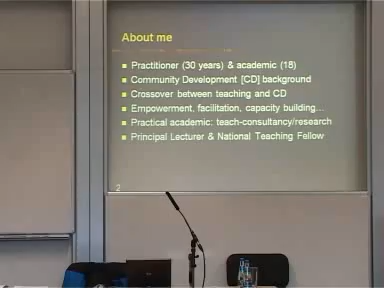 About me
Practitioner (30 years) & academic (18)
Community Development [CD] background
Crossover between teaching and CD
Empowerment, facilitation, capacity building...
Practical academic: teach-consultancy/research
Principal Lecturer & National Teaching Fellow
2